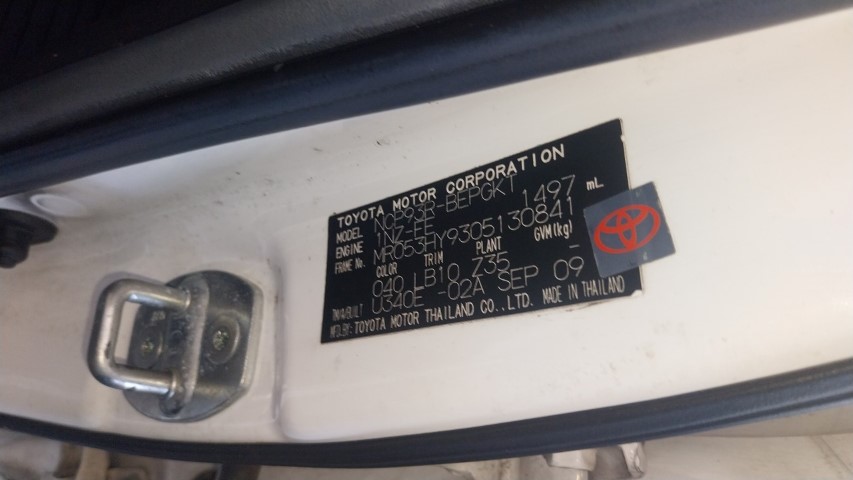 TOYOTA MOTOR CORPORATION
MODEL NCP93R-BEPGKT
ENGINE 1NZ-FE 1497 mL
FRAME No. MR053HY9305130841
COLOR TRIM PLANT GVM(kg)
040 LB10 Z35 -
TM/A/BUILT U340E -02A SEP 09
MFD.BY: TOYOTA MOTOR THAILAND CO.,LTD. MADE IN THAILAND